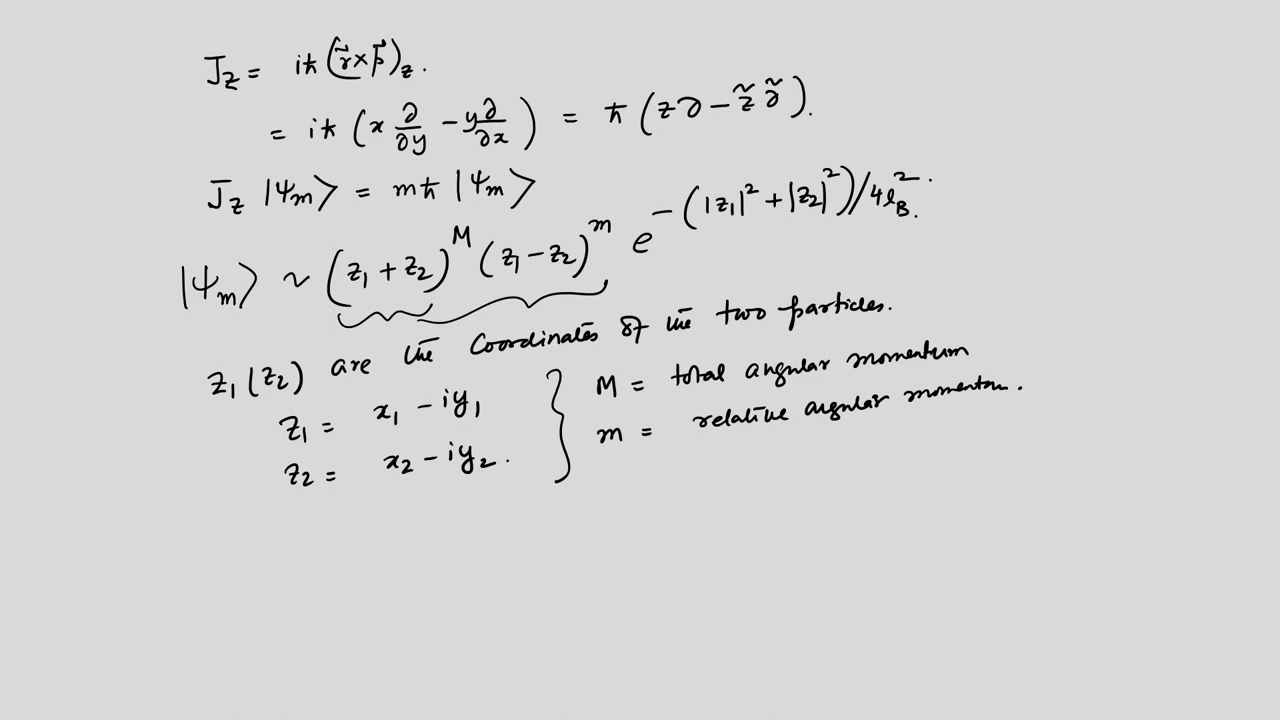 J_z = iħ (r⃗ × p⃗)_z.
= iħ (x ∂/∂y − y∂/∂x) = ħ (z∂ − z̃ ∂̃).
J_z |ψ_m⟩ = mħ |ψ_m⟩
|ψ_m⟩ ~ (z_1 + z_2)^M (z_1 − z_2)^m e^{−(|z_1|^2 + |z_2|^2)/4l_B^2}.
z_1 (z_2) are the coordinates of the two particles.
z_1 = x_1 − iy_1
z_2 = x_2 − iy_2.
M = total angular momentum
m = relative angular momentum.